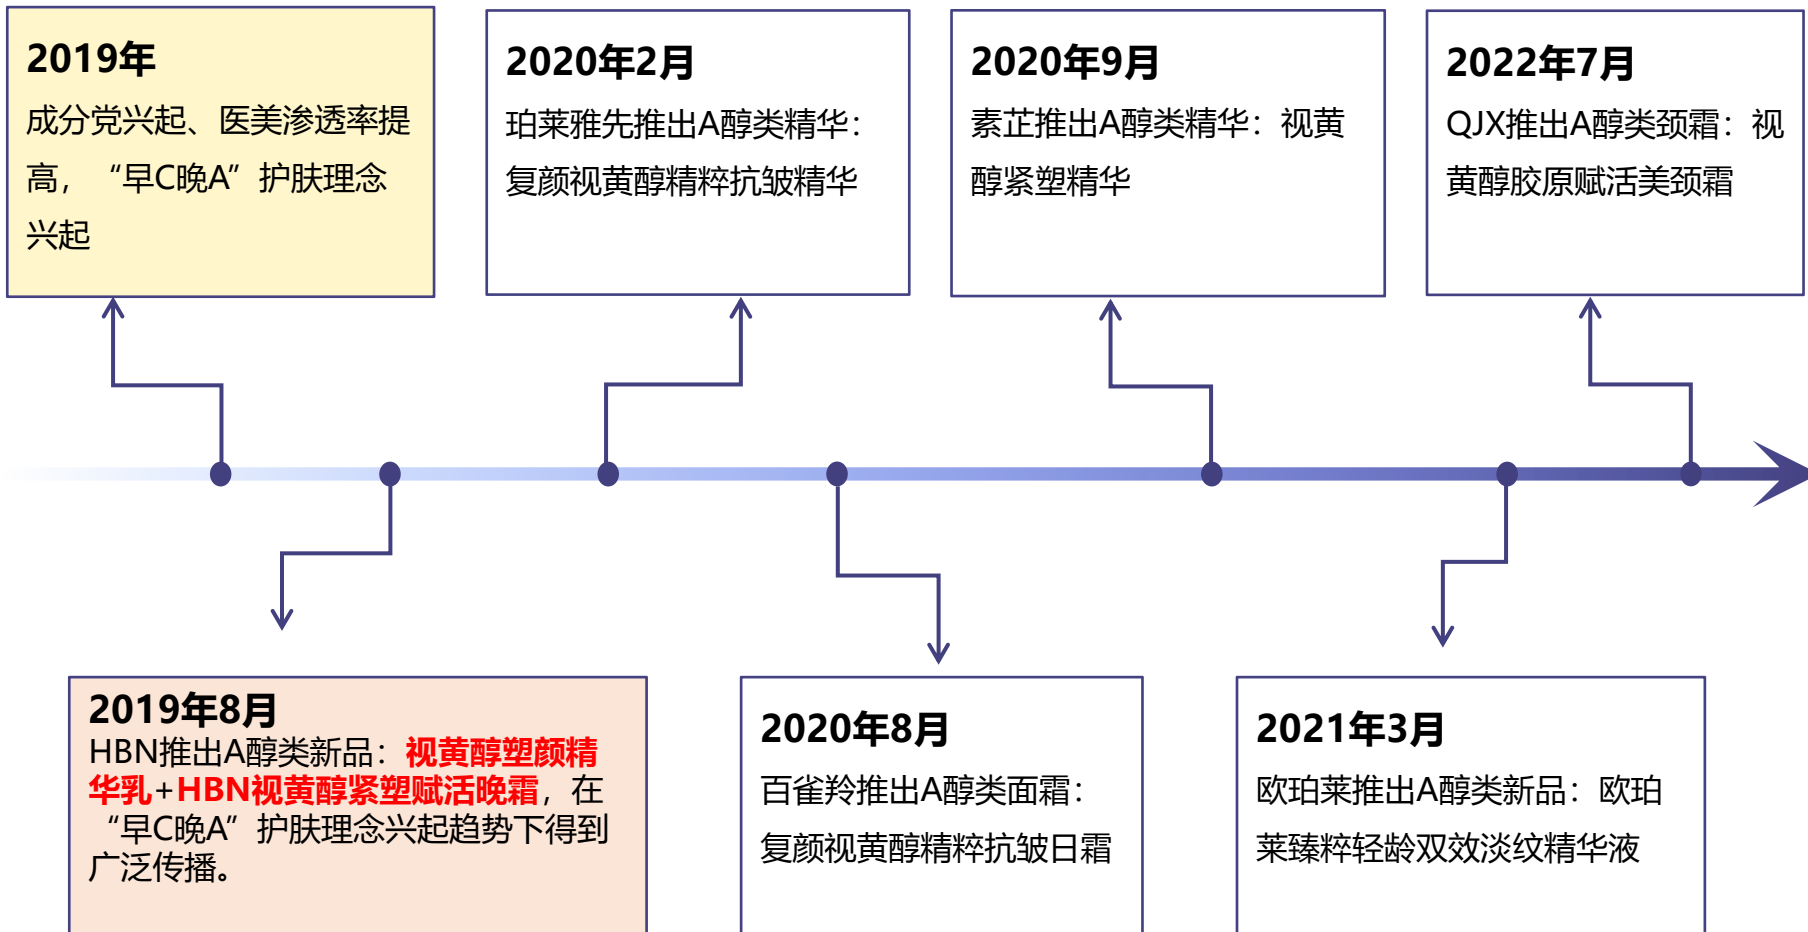 2019年
成分党兴起、医美渗透率提
高，“早C晚A”护肤理念
兴起
2020年2月
珀莱雅先推出A醇类精华：
复颜视黄醇精粹抗皱精华
2020年9月
素芷推出A醇类精华：视黄
醇紧塑精华
2022年7月
QJX推出A醇类颈霜：视
黄醇胶原赋活美颈霜
2019年8月
HBN推出A醇类新品：视黄醇塑颜精
华乳+HBN视黄醇紧塑赋活晚霜，在
“早C晚A”护肤理念兴起趋势下得到
广泛传播。
2020年8月
百雀羚推出A醇类面霜：
复颜视黄醇精粹抗皱日霜
2021年3月
欧珀莱推出A醇类新品：欧珀
莱臻粹轻龄双效淡纹精华液